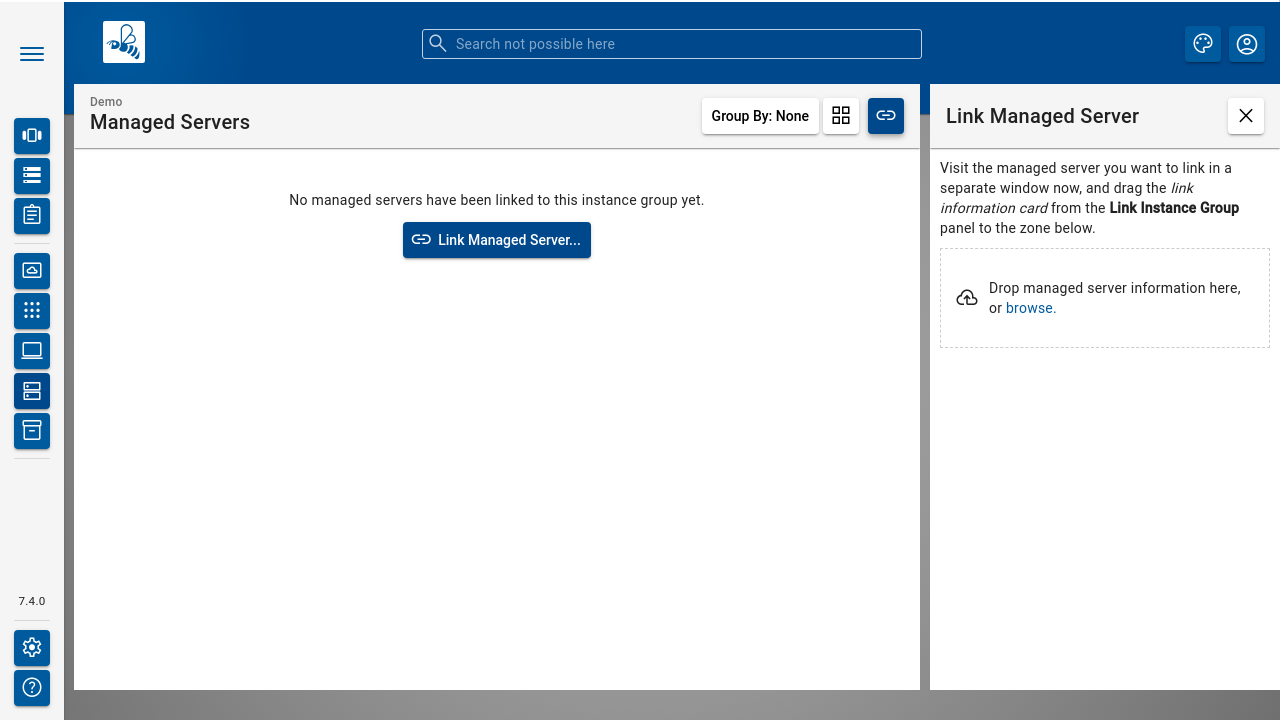 Search not possible here
Demo
Managed Servers
Group By: None
Link Managed Server
Visit the managed server you want to link in a
separate window now, and drag the link
information card from the Link Instance Group
panel to the zone below.
No managed servers have been linked to this instance group yet.
Link Managed Server...
Drop managed server information here,
or browse.
7.4.0